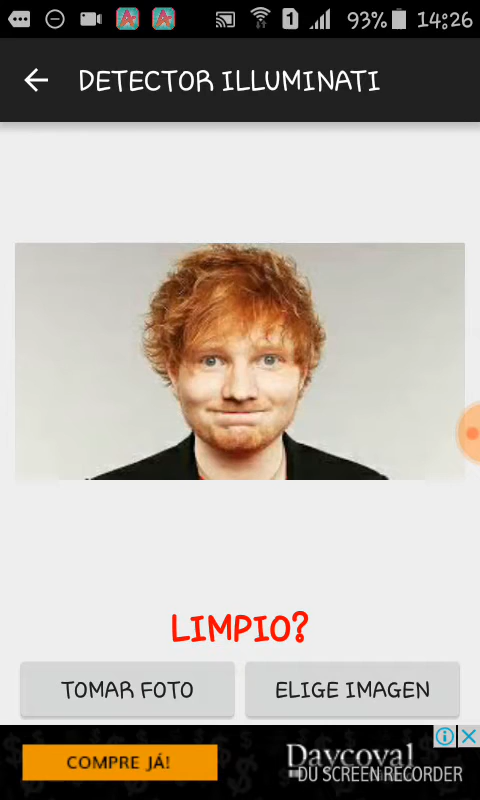 1 93% 14:26
DETECTOR ILLUMINATI
LIMPIO?
TOMAR FOTO
ELIGE IMAGEN
COMPRE JÁ!
Daycoval
DU SCREEN RECORDER